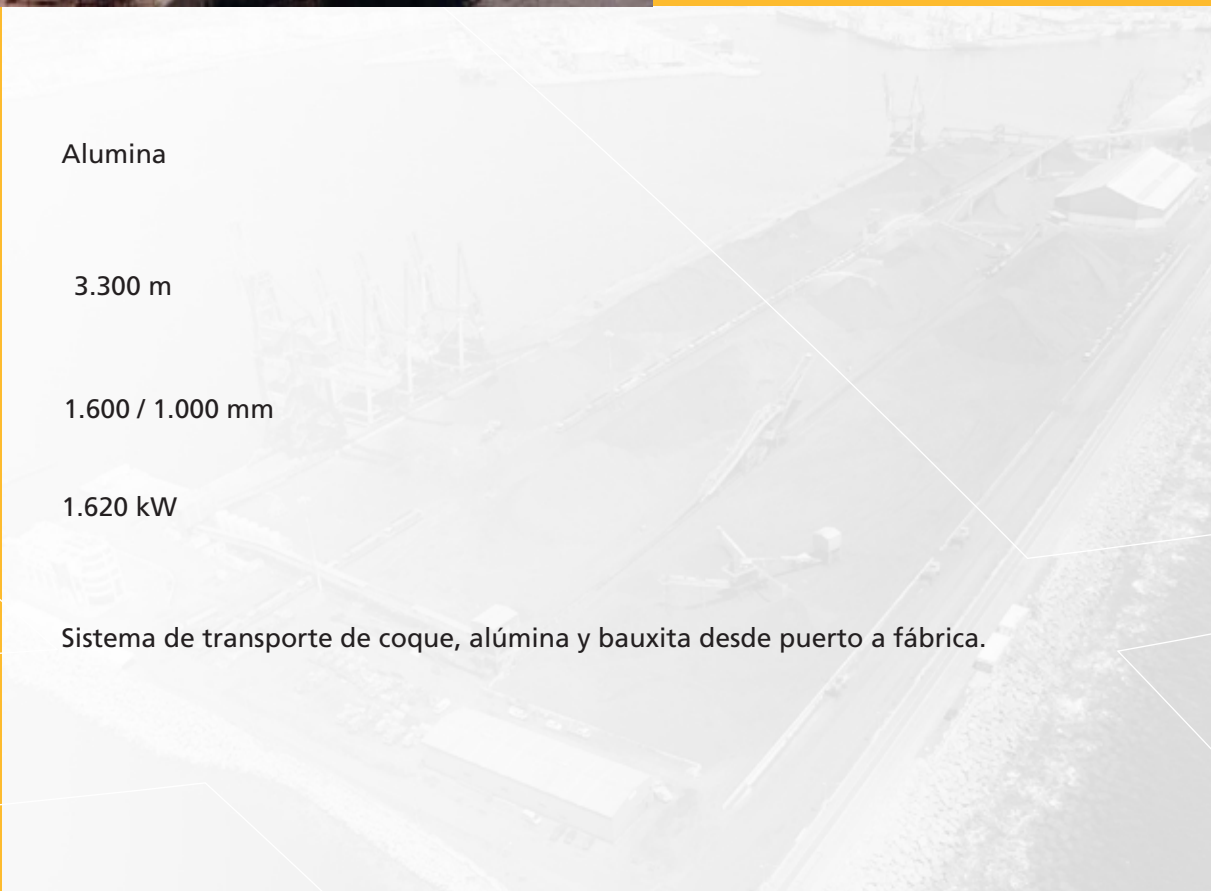 Alumina
3.300 m
1.600 / 1.000 mm
1.620 kW
Sistema de transporte de coque, alúmina y bauxita desde puerto a fábrica.